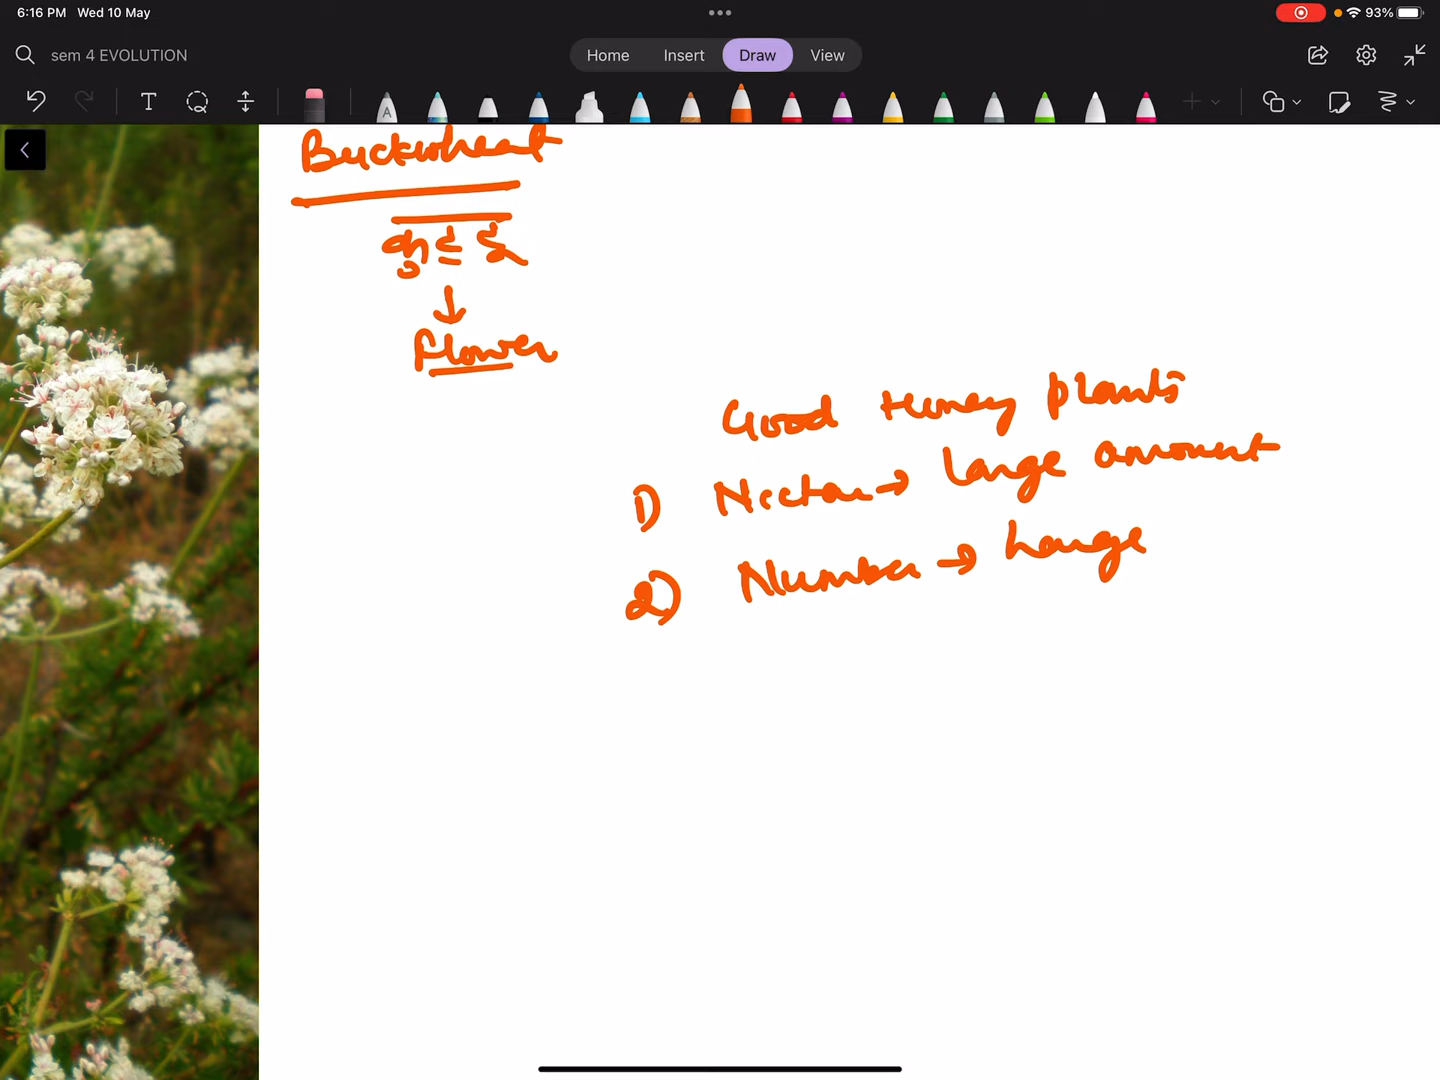 6:16 PM Wed 10 May
93%
sem 4 EVOLUTION
Home Insert Draw View
T
A
Buckwheat
कुट्टू
↓
Flower
Good Honey plants
1) Nectar → Large amount
2) Number → Large